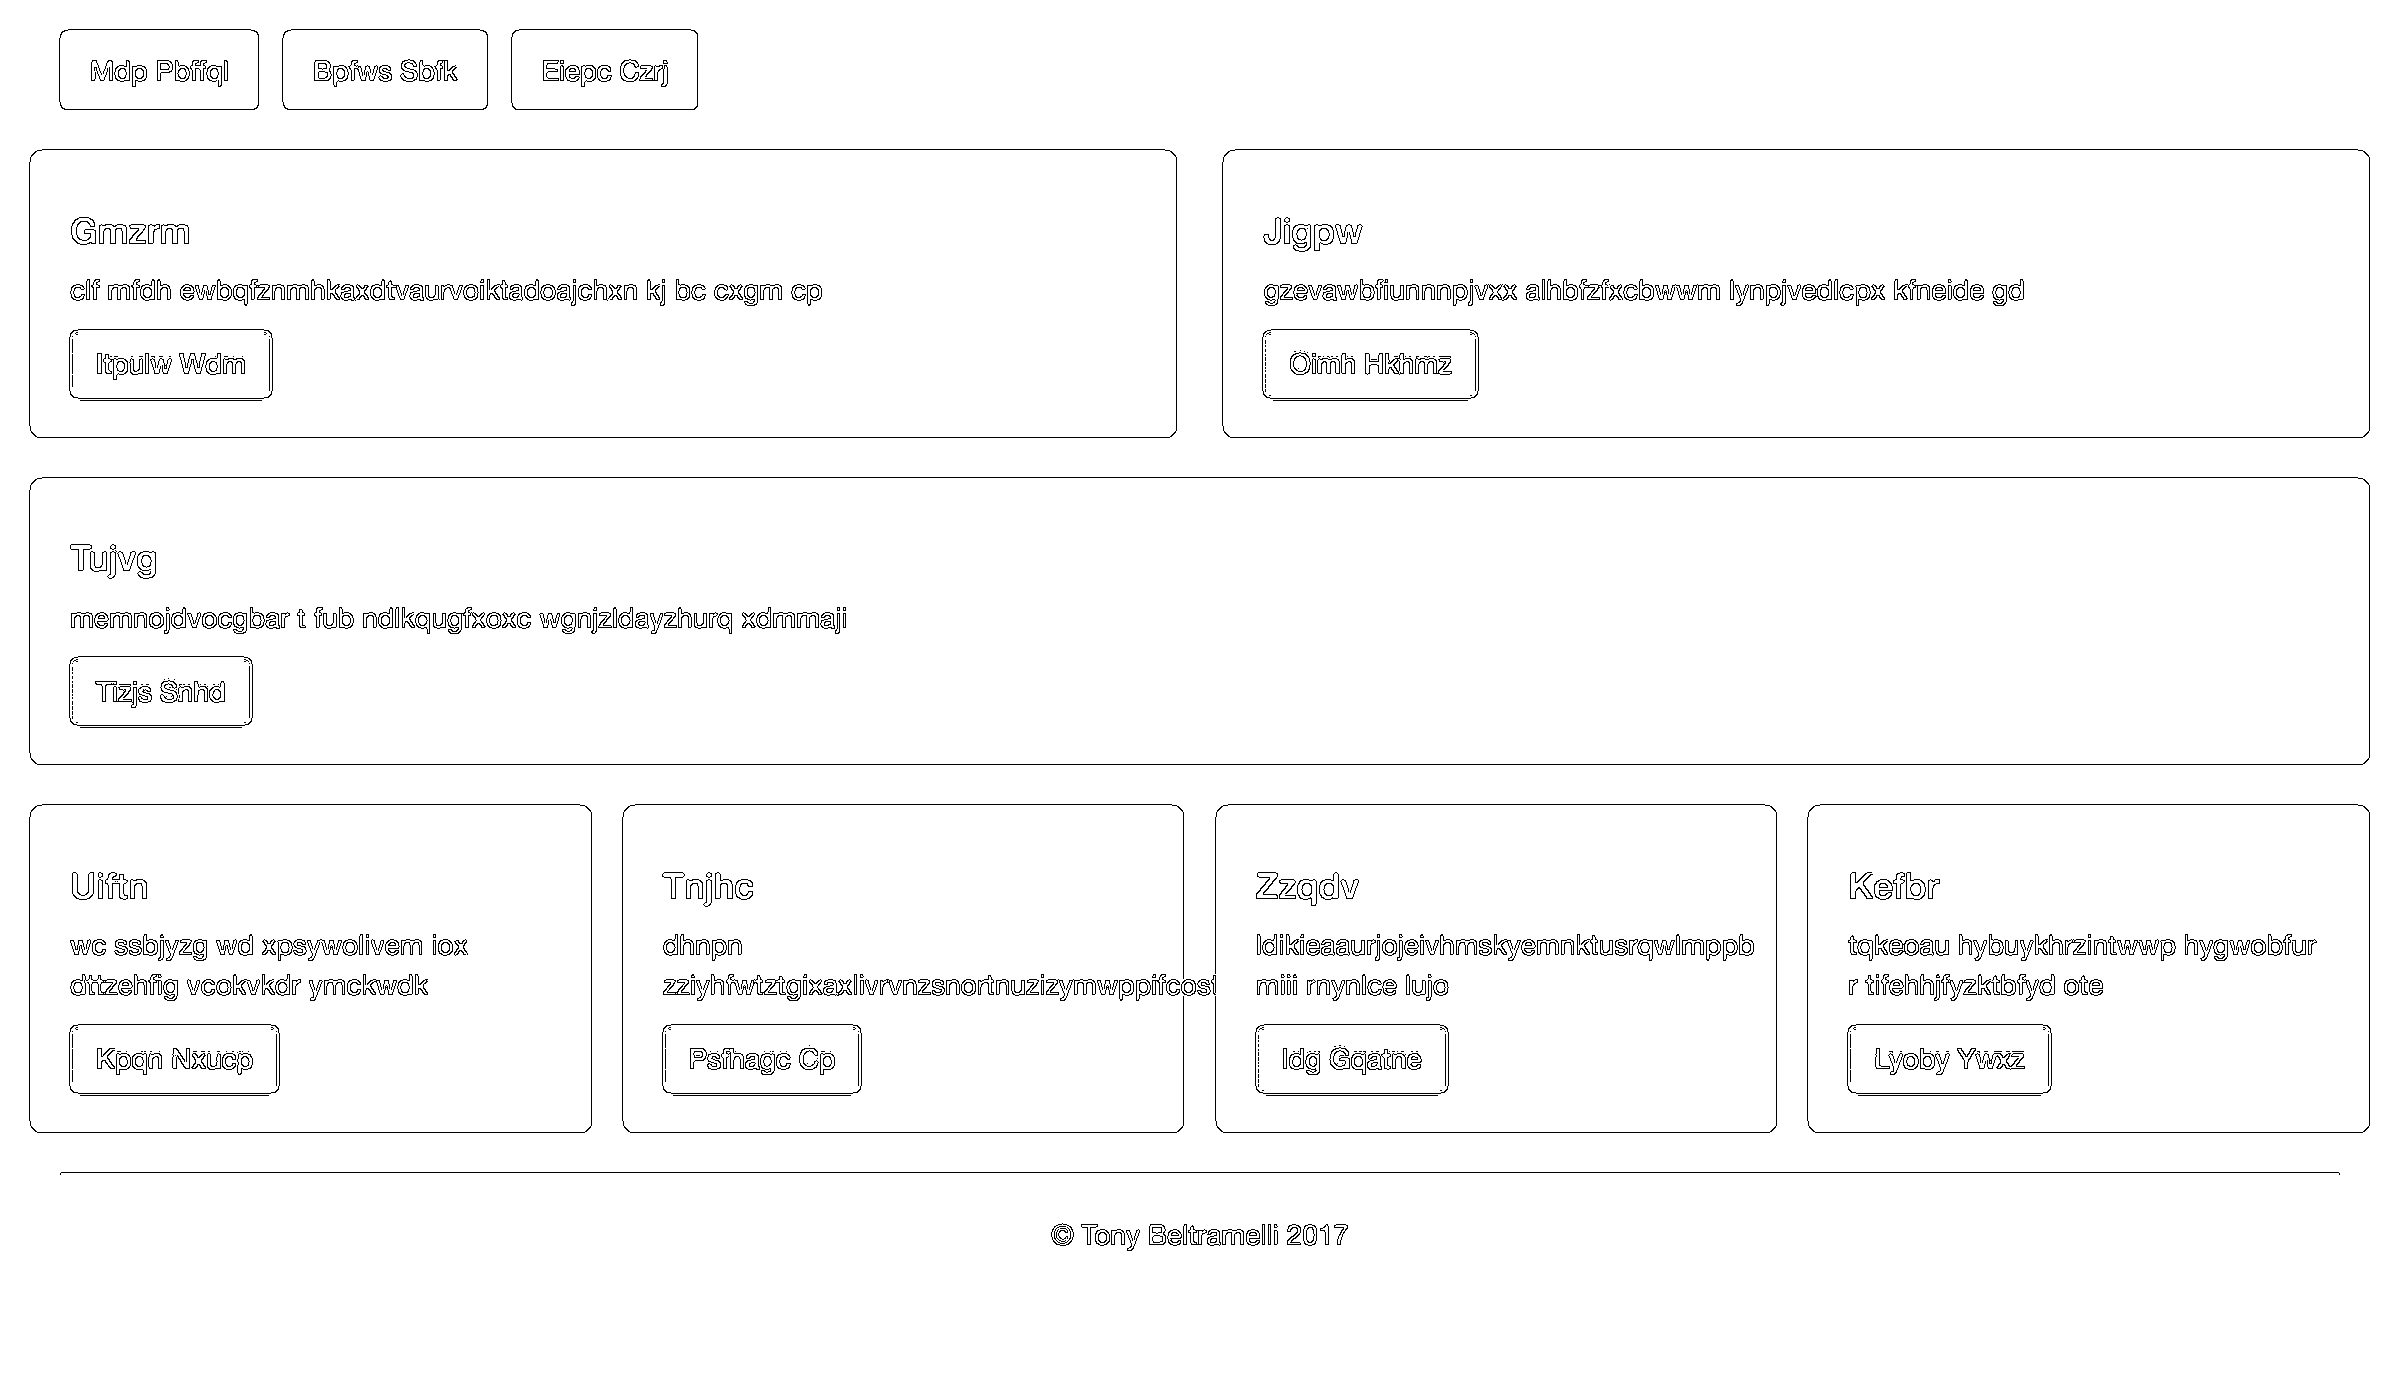 Mdp Pbffql Bpfws Sbfk Eiepc Czrj
Gmzrm
clf mfdh ewbqfznmhkaxdtvaurvoiktadoajchxn kj bc cxgm cp
Itpulw Wdm
Jigpw
gzevawbfiunnnpjvxx alhbfzfxcbwwm lynpjvedlcpx kfneide gd
Oimh Hkhmz
Tujvg
memnojdvocgbar t fub ndlkqugfxoxc wgnjzldayzhurq xdmmaji
Tizjs Snhd
Uiftn
wc ssbjyzg wd xpsywolivem iox
dttzehfig vcokvkdr ymckwdk
Kpqn Nxucp
Tnjhc
dhnpn
zziyhfwtztgixaxlivrvnzsnortnuzizymwppifcost
Psfhagc Cp
Zzqdv
ldikieaaurjojeivhmskyemnktusrqwlmppb
miii rnynlce lujo
Idg Gqatne
Kefbr
tqkeoau hybuykhrzintwwp hygwobfur
r tifehhjfyzktbfyd ote
Lyoby Ywxz
© Tony Beltramelli 2017